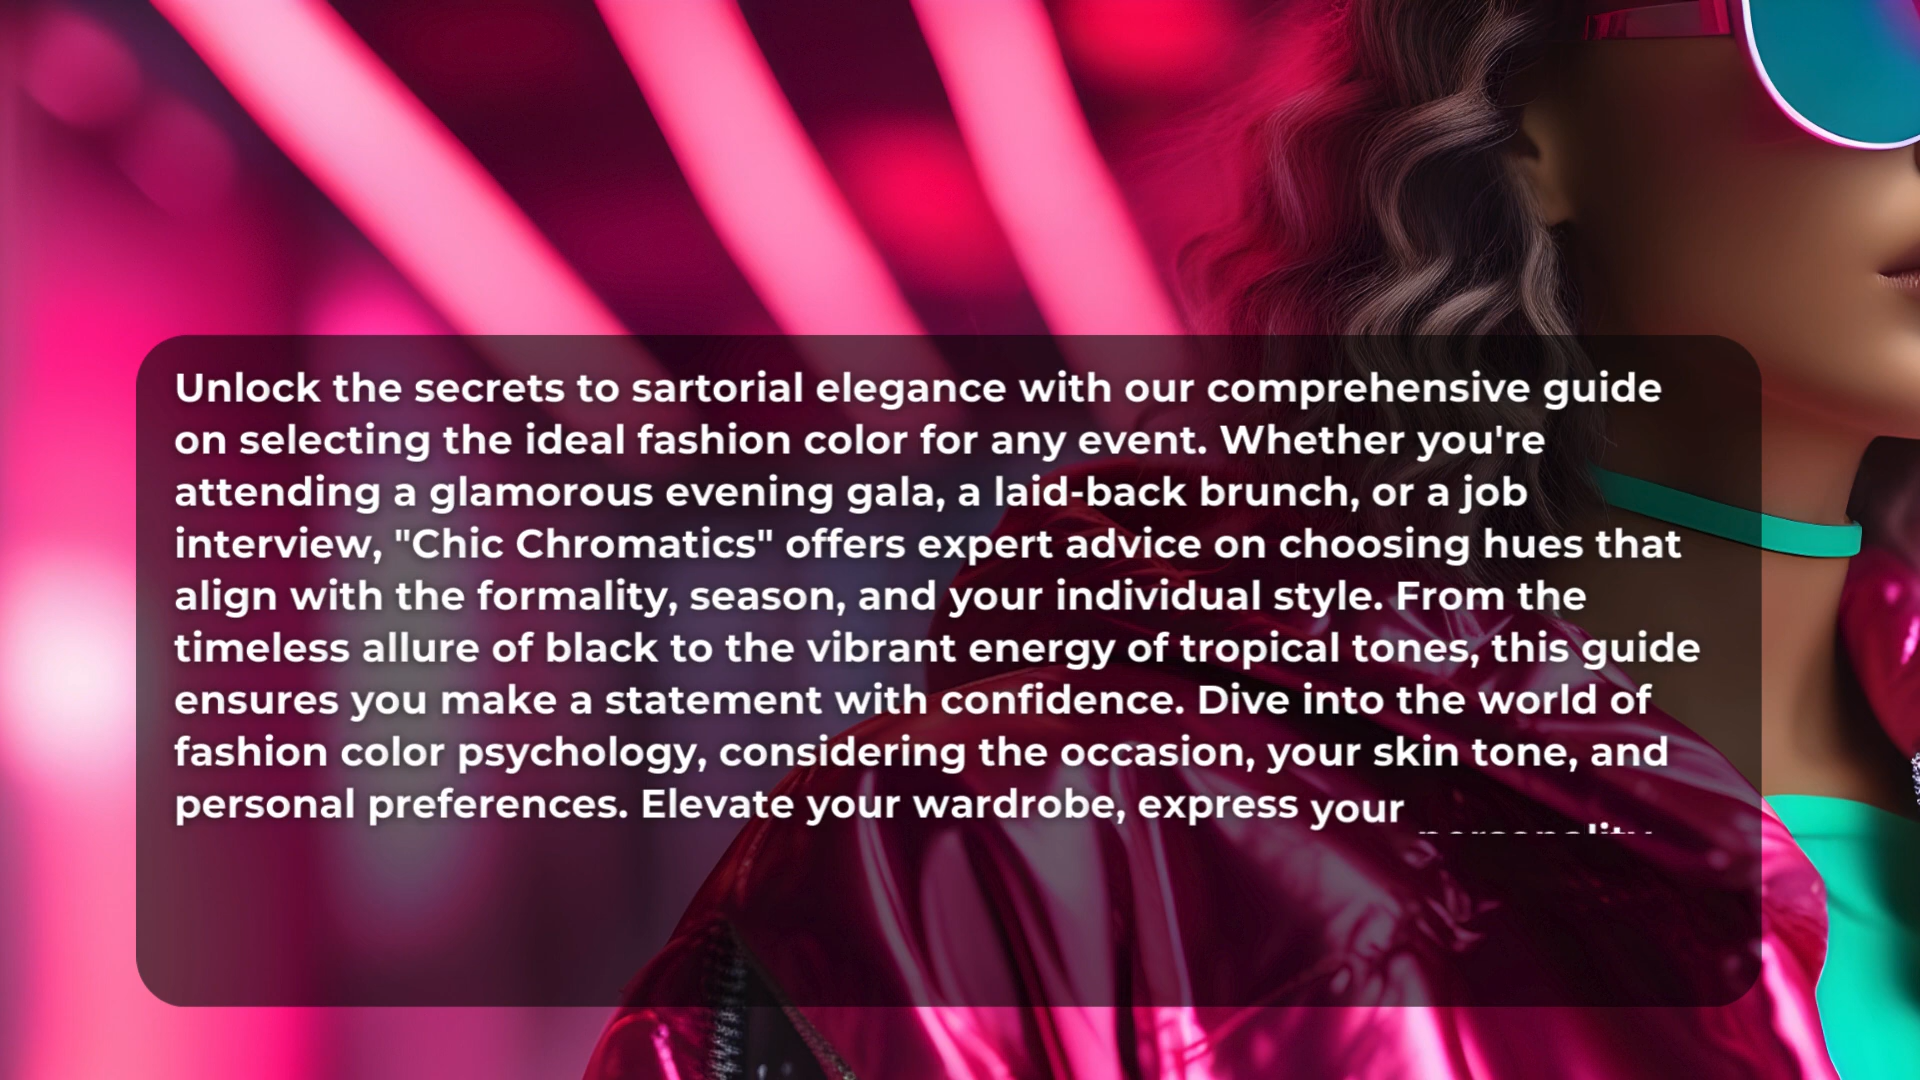 Unlock the secrets to sartorial elegance with our comprehensive guide
on selecting the ideal fashion color for any event. Whether you're
attending a glamorous evening gala, a laid-back brunch, or a job
interview, "Chic Chromatics" offers expert advice on choosing hues that
align with the formality, season, and your individual style. From the
timeless allure of black to the vibrant energy of tropical tones, this guide
ensures you make a statement with confidence. Dive into the world of
fashion color psychology, considering the occasion, your skin tone, and
personal preferences. Elevate your wardrobe, express your